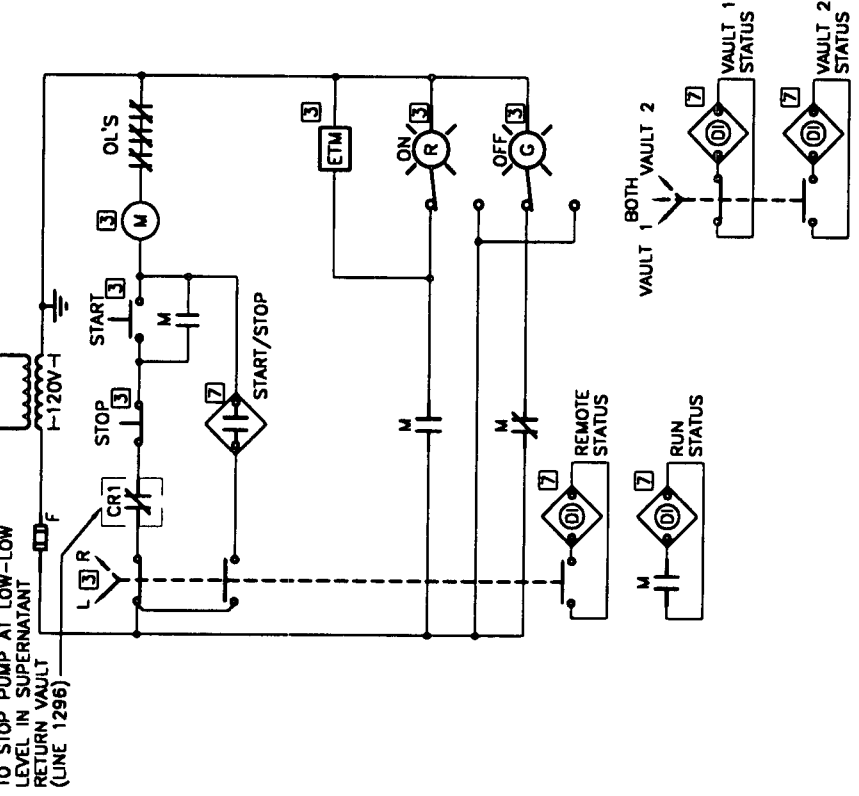 TO STOP PUMP AT LOW-LOW
LEVEL IN SUPERNATANT
RETURN VAULT
(LINE 1296)
F
120V
L 3 R
CR1
STOP
3
START
3
M
3
M
OL'S
7
START/STOP
3
ETM
M
ON
3
R
M
OFF
3
G
7
DI
REMOTE
STATUS
M
7
DI
RUN
STATUS
VAULT 1
BOTH
VAULT 2
7
DI
VAULT 1
STATUS
7
DI
VAULT 2
STATUS